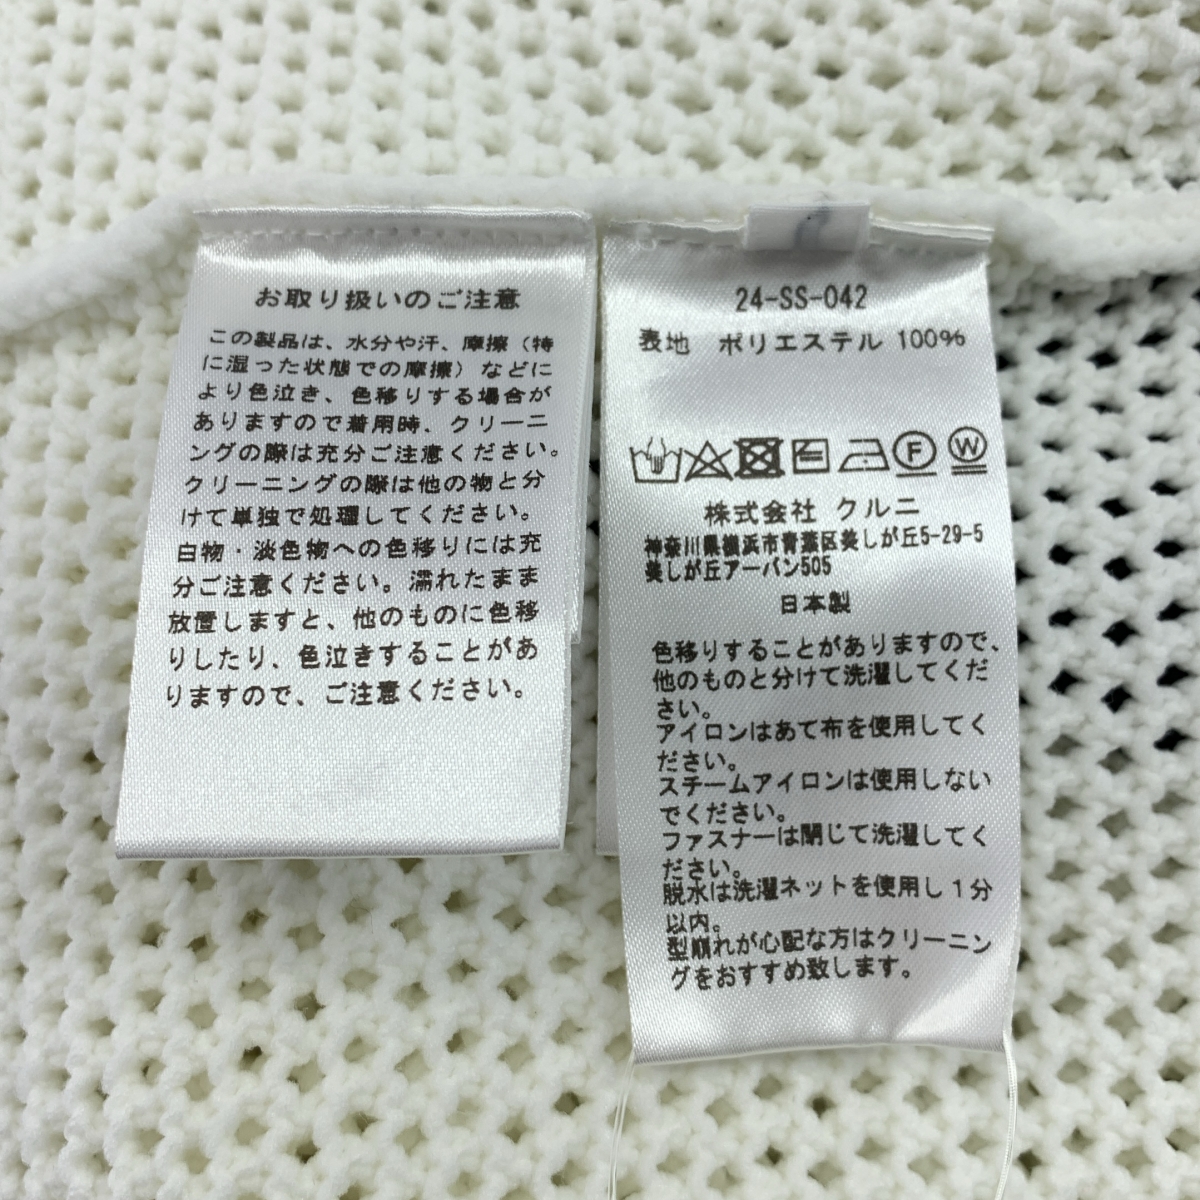 お取り扱いのご注意
この製品は、水分や汗、摩擦（特
に湿った状態での摩擦）などに
より色泣き、色移りする場合が
ありますので着用時、クリーニ
ングの際は充分ご注意ください。
クリーニングの際は他の物と分
けて単独で処理してください。
白物・淡色物への色移りには充
分ご注意ください。濡れたまま
放置しますと、他のものに色移
りしたり、色泣きすることがあ
りますので、ご注意ください。
24-SS-042
表地 ポリエステル 100%
F W
株式会社 クルニ
神奈川県横浜市青葉区美しが丘5-29-5
美しが丘アーバン505
日本製
色移りすることがありますので、
他のものと分けて洗濯してくだ
さい。
アイロンはあて布を使用してく
ださい。
スチームアイロンは使用しない
でください。
ファスナーは閉じて洗濯してく
ださい。
脱水は洗濯ネットを使用し１分
以内。
型崩れが心配な方はクリーニン
グをおすすめ致します。